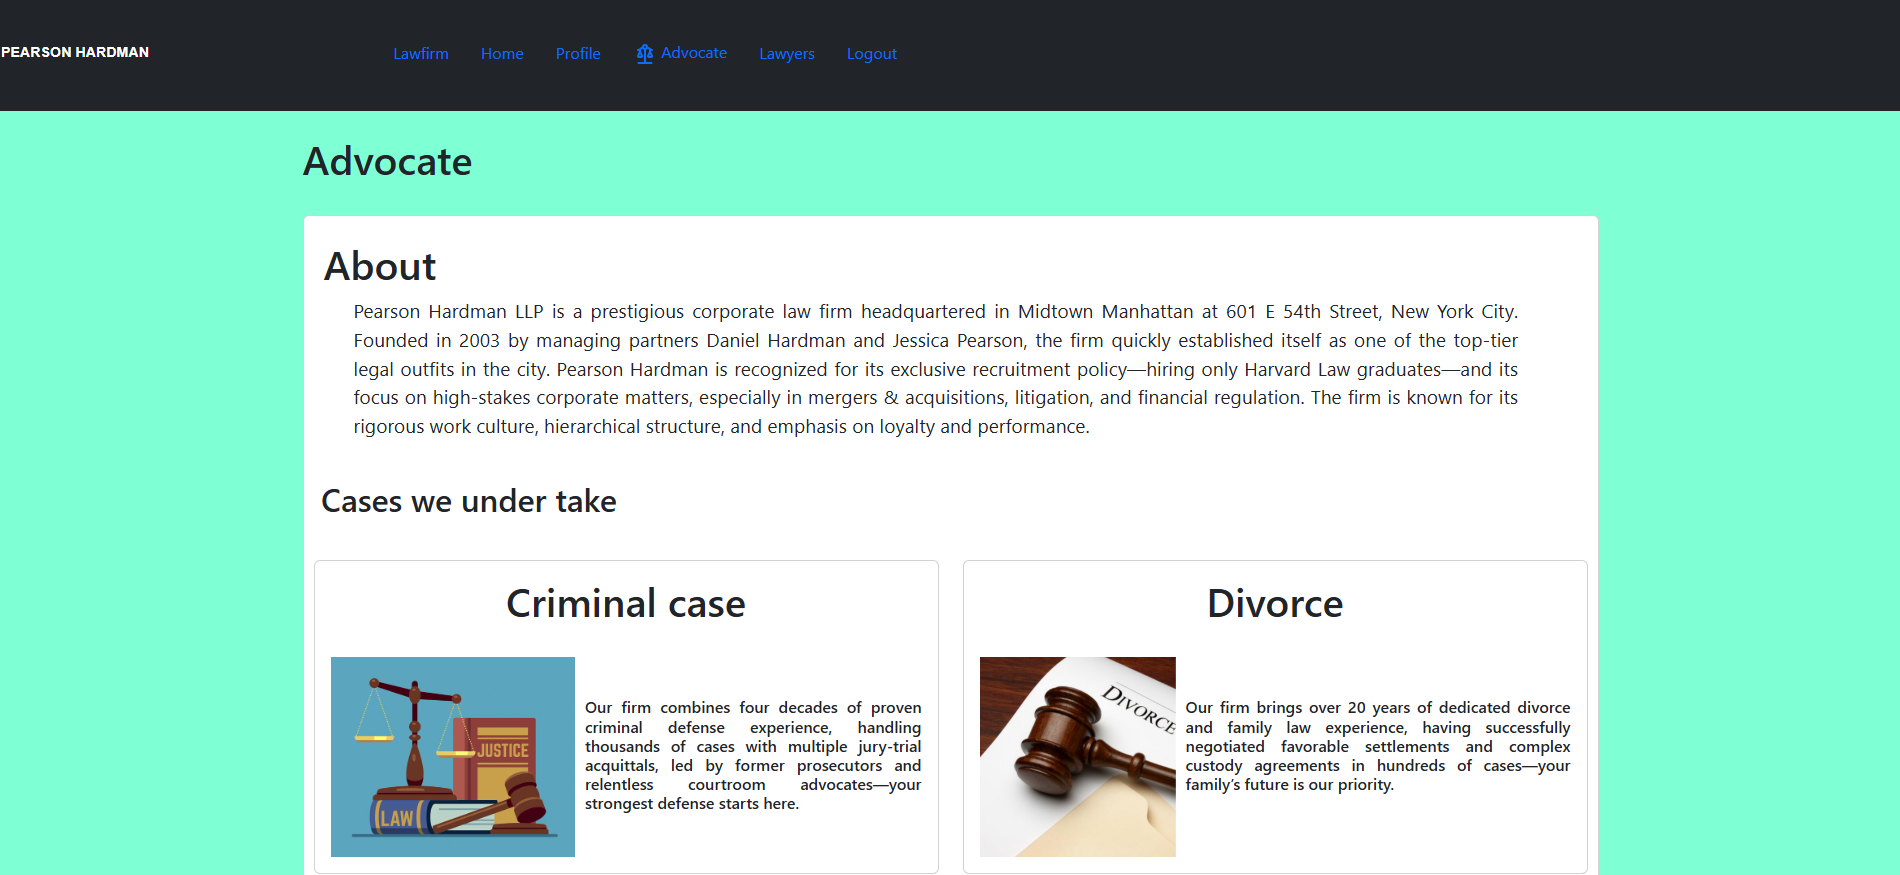 PEARSON HARDMAN
Lawfirm Home Profile Advocate Lawyers Logout
Advocate
About
Pearson Hardman LLP is a prestigious corporate law firm headquartered in Midtown Manhattan at 601 E 54th Street, New York City.
Founded in 2003 by managing partners Daniel Hardman and Jessica Pearson, the firm quickly established itself as one of the top-tier
legal outfits in the city. Pearson Hardman is recognized for its exclusive recruitment policy—hiring only Harvard Law graduates—and its
focus on high-stakes corporate matters, especially in mergers & acquisitions, litigation, and financial regulation. The firm is known for its
rigorous work culture, hierarchical structure, and emphasis on loyalty and performance.
Cases we under take
Criminal case
JUSTICE
LAW
Our firm combines four decades of proven
criminal defense experience, handling
thousands of cases with multiple jury-trial
acquittals, led by former prosecutors and
relentless courtroom advocates—your
strongest defense starts here.
Divorce
DIVORCE
Our firm brings over 20 years of dedicated divorce
and family law experience, having successfully
negotiated favorable settlements and complex
custody agreements in hundreds of cases—your
family’s future is our priority.